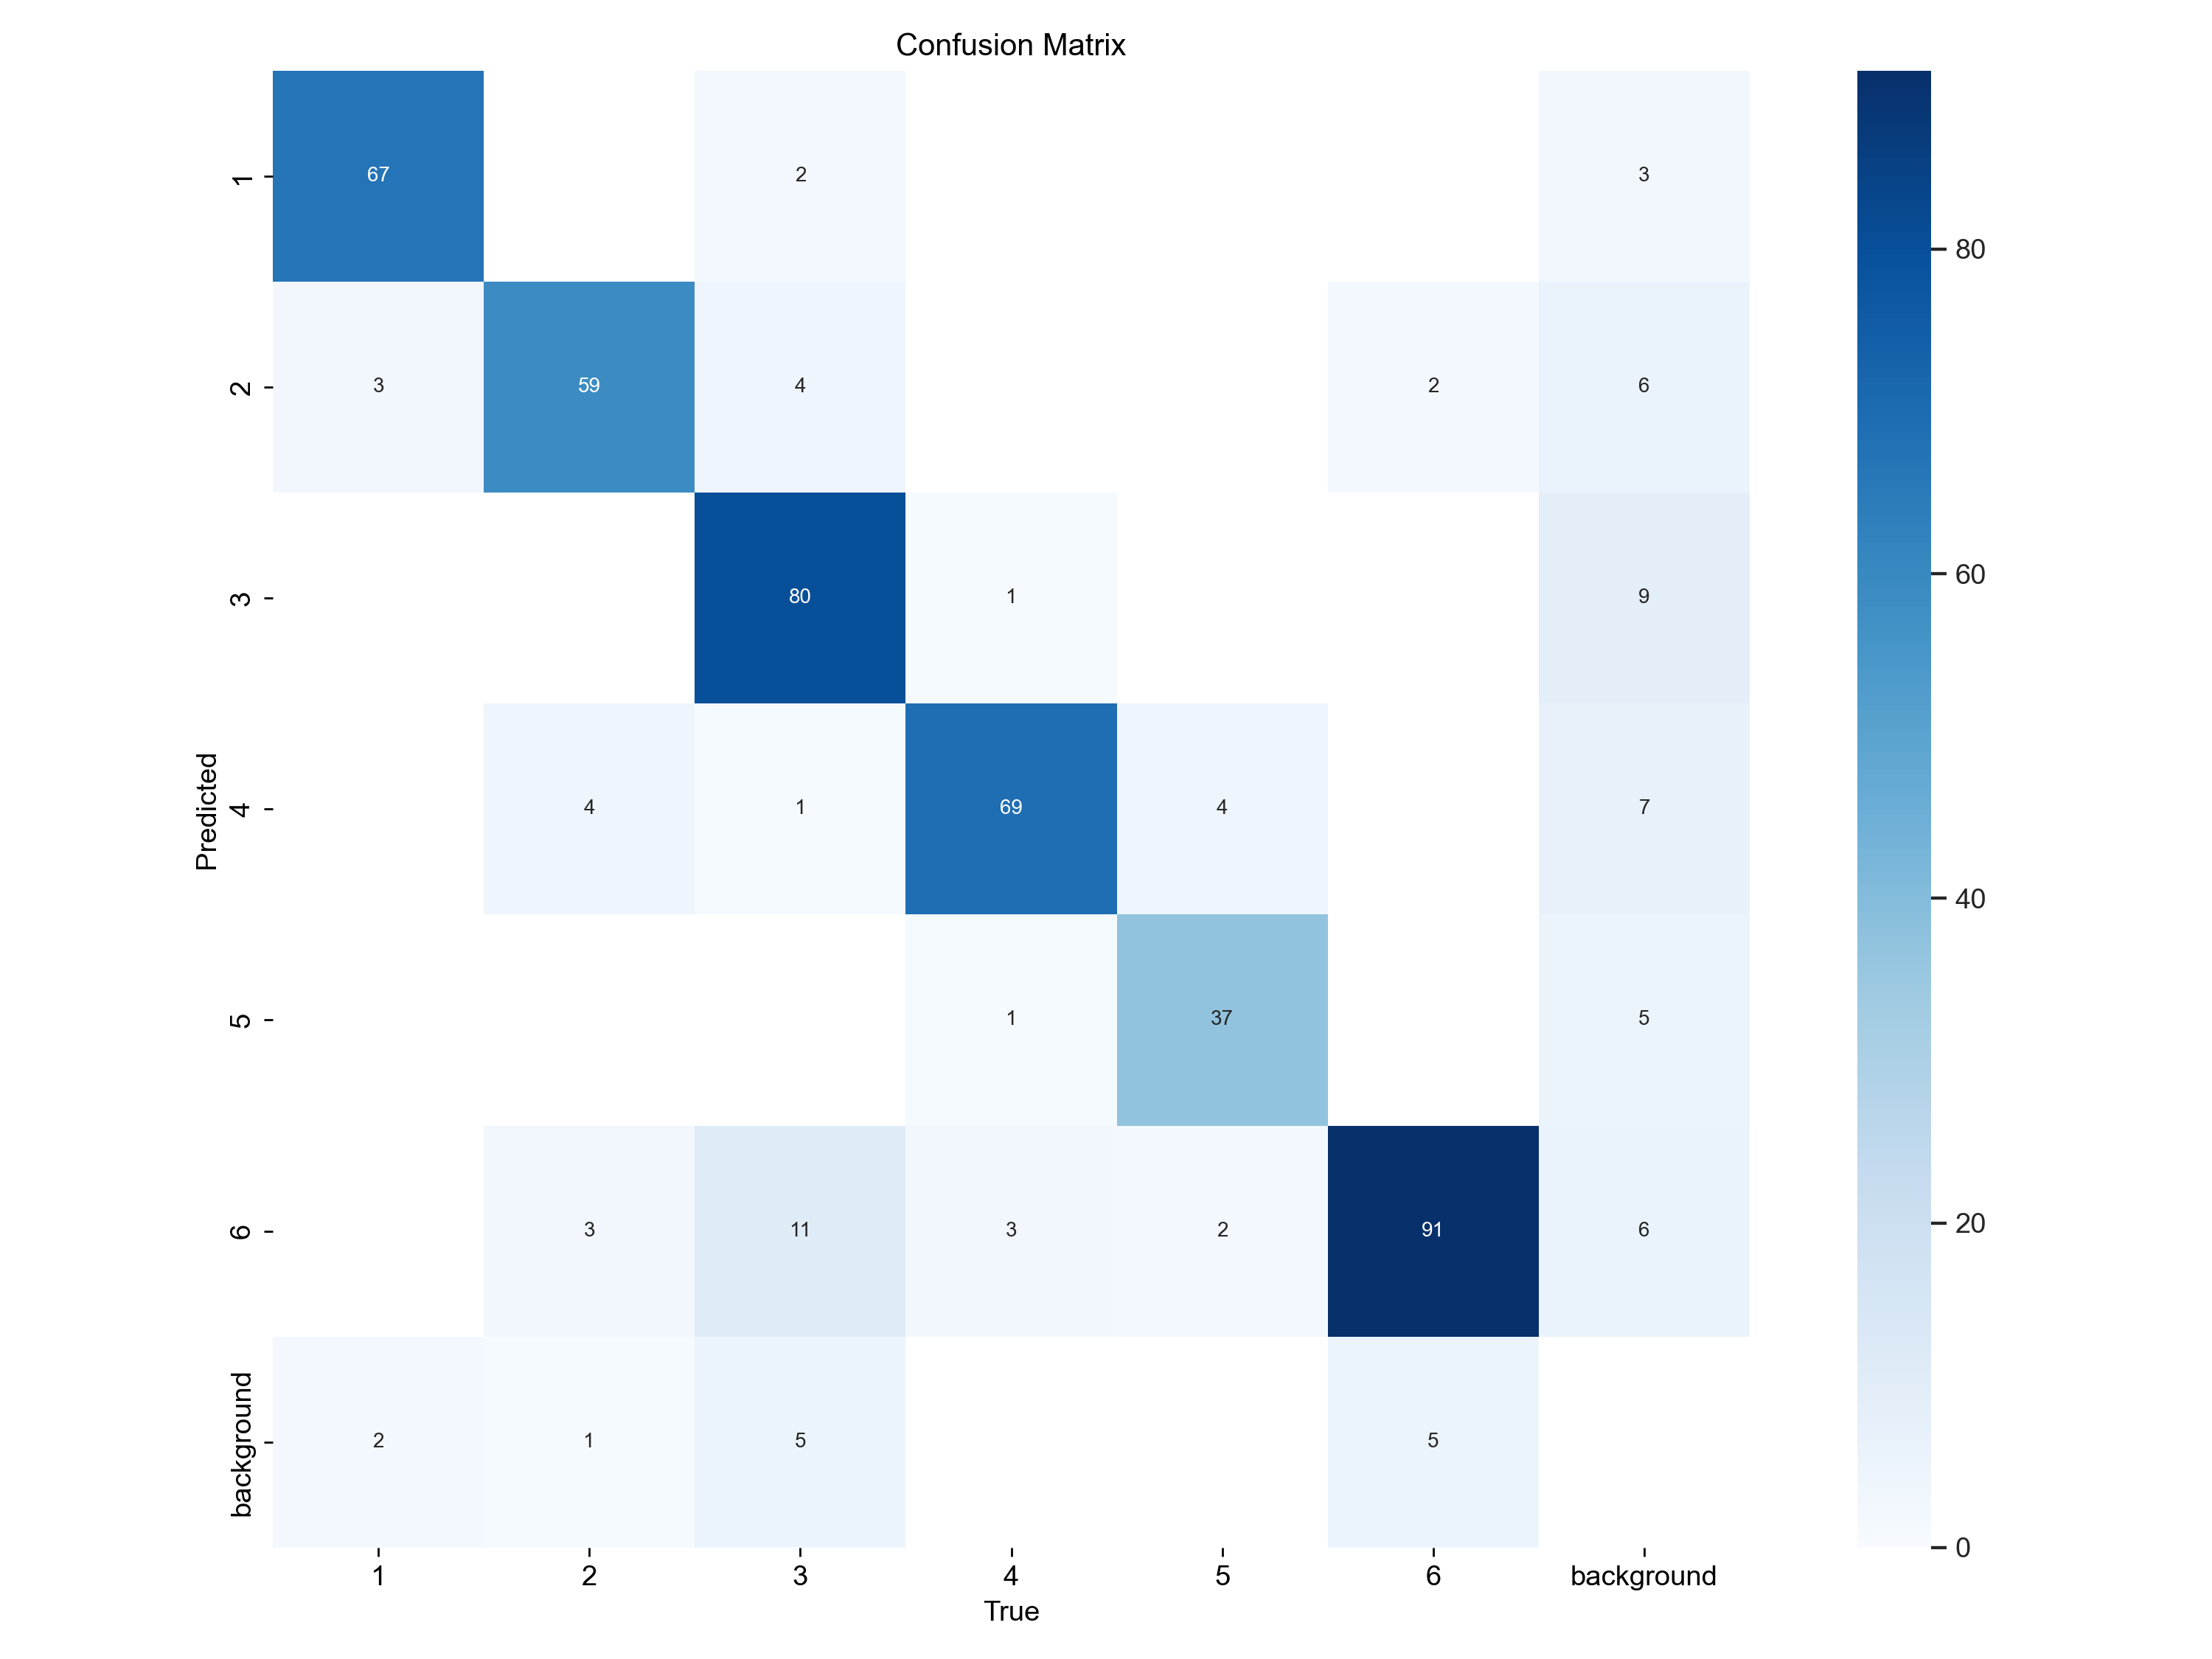 Confusion Matrix
1 67 2 3
2 3 59 4 2 6
3 80 1 9
4 4 1 69 4 7
5 1 37 5
6 3 11 3 2 91 6
background 2 1 5 5
Predicted
1 2 3 4 5 6 background
True
80
60
40
20
0